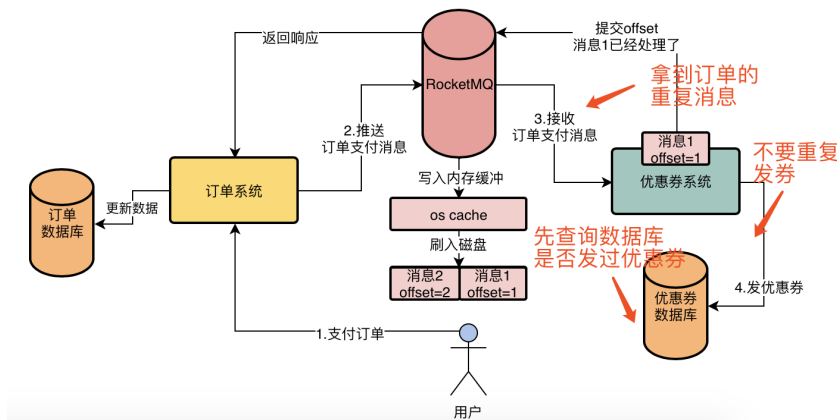 提交offset
消息1已经处理了
返回响应
RocketMQ
拿到订单的
重复消息
2.推送
订单支付消息
3.接收
订单支付消息
消息1
offset=1
不要重复
发券
订单系统
优惠券系统
写入内存缓冲
更新数据
订单
数据库
os cache
刷入磁盘
先查询数据库
是否发过优惠券
消息2
offset=2
消息1
offset=1
4.发优惠券
优惠券
数据库
1.支付订单
用户